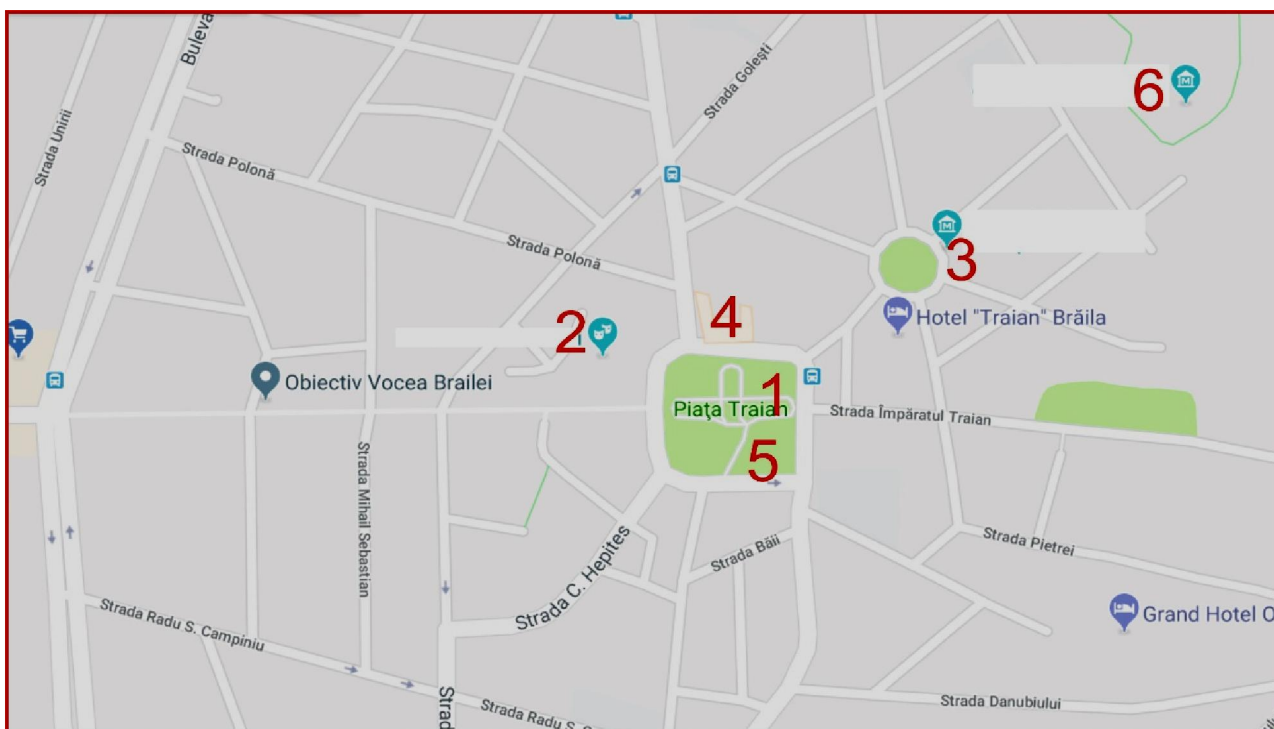 Buleva
Strada Unirii
Strada Golești
6
Strada Polonă
Strada Polonă
3
Hotel "Traian" Brăila
4
2
Obiectiv Vocea Brailei
1
Piaţa Traian
Strada Împăratul Traian
5
Strada Mihail Sebastian
Strada C. Hepites
Strada Băii
Strada Pietrei
Strada Radu S. Campiniu
Grand Hotel O
Strada Danubiului
Strad
Strada Radu S. C